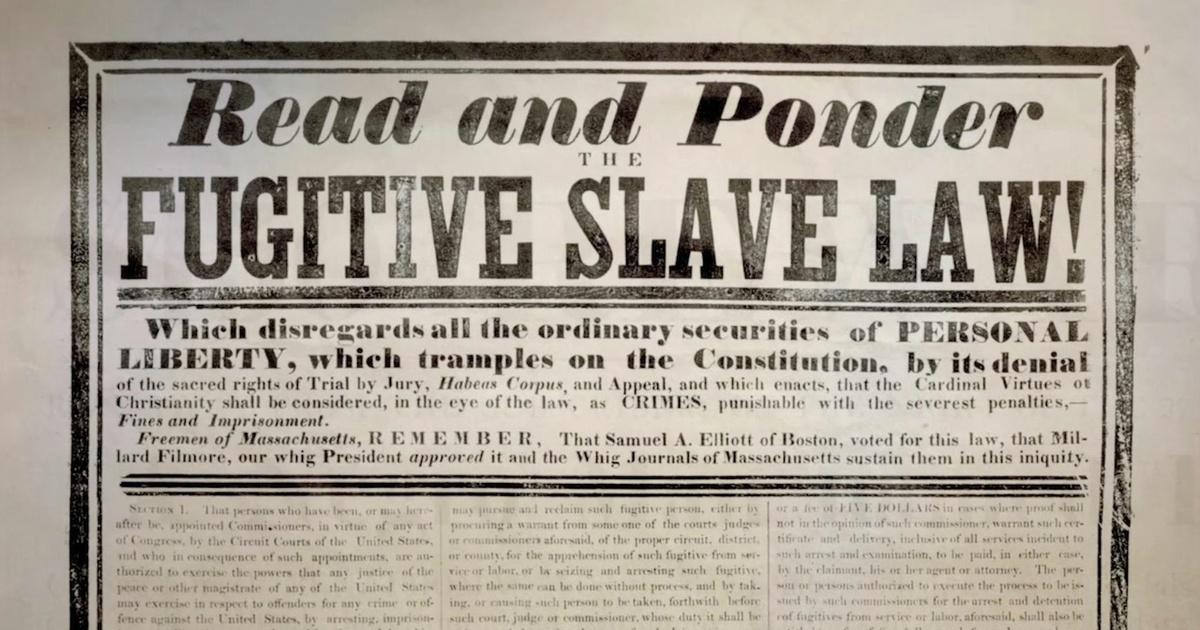 Read and Ponder
THE
FUGITIVE SLAVE LAW!
Which disregards all the ordinary securities of PERSONAL
LIBERTY, which tramples on the Constitution, by its denial
of the sacred rights of Trial by Jury, Habeas Corpus, and Appeal, and which enacts, that the Cardinal Virtues of
Christianity shall be considered, in the eye of the law, as CRIMES, punishable with the severest penalties,—
Fines and Imprisonment.
Freemen of Massachusetts, REMEMBER, That Samuel A. Elliott of Boston, voted for this law, that Mil-
lard Filmore, our whig President approved it and the Whig Journals of Massachusetts sustain them in this iniquity.
SECTION 1. That persons who have been, or may here-
after be, appointed Commissioners, in virtue of any act
of Congress, by the Circuit Courts of the United States,
and who in consequence of such appointments, are au-
thorized to exercise the powers that any justice of the
peace or other magistrate of any of the United States
may exercise in respect to offenders for any crime or of-
fence against the United States, by arresting, imprison-
may pursue and reclaim such fugitive person, either by
procuring a warrant from some one of the courts judges
or commissioners aforesaid, of the proper circuit, district,
or county, for the apprehension of such fugitive from ser-
vice or labor, or by seizing and arresting such fugitive,
where the same can be done without process, and by tak-
ing, or causing such person to be taken, forthwith before
such court, judge or commissioner, whose duty it shall be
or a fee of FIVE DOLLARS in cases where proof shall
not in the opinion of such commissioner, warrant such cer-
tificate and delivery, inclusive of all services incident to
such arrest and examination, to be paid, in either case,
by the claimant, his or her agent or attorney. The per-
son or persons authorized to execute the process to be is-
sued by such commissioners for the arrest and detention
of fugitives from service or labor, aforesaid, shall also be